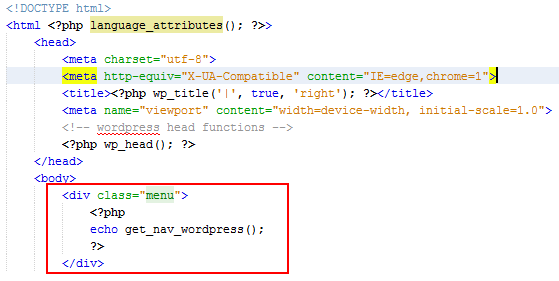 <!DOCTYPE html>
<html <?php language_attributes(); ?>>
<head>
<meta charset="utf-8">
<meta http-equiv="X-UA-Compatible" content="IE=edge,chrome=1">
<title><?php wp_title('|', true, 'right'); ?></title>
<meta name="viewport" content="width=device-width, initial-scale=1.0">
<!-- wordpress head functions -->
<?php wp_head(); ?>
</head>
<body>
<div class="menu">
<?php
echo get_nav_wordpress();
?>
</div>